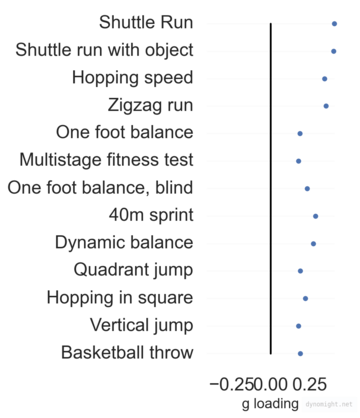 Shuttle Run
Shuttle run with object
Hopping speed
Zigzag run
One foot balance
Multistage fitness test
One foot balance, blind
40m sprint
Dynamic balance
Quadrant jump
Hopping in square
Vertical jump
Basketball throw
−0.25 0.00 0.25
g loading
dynomight.net